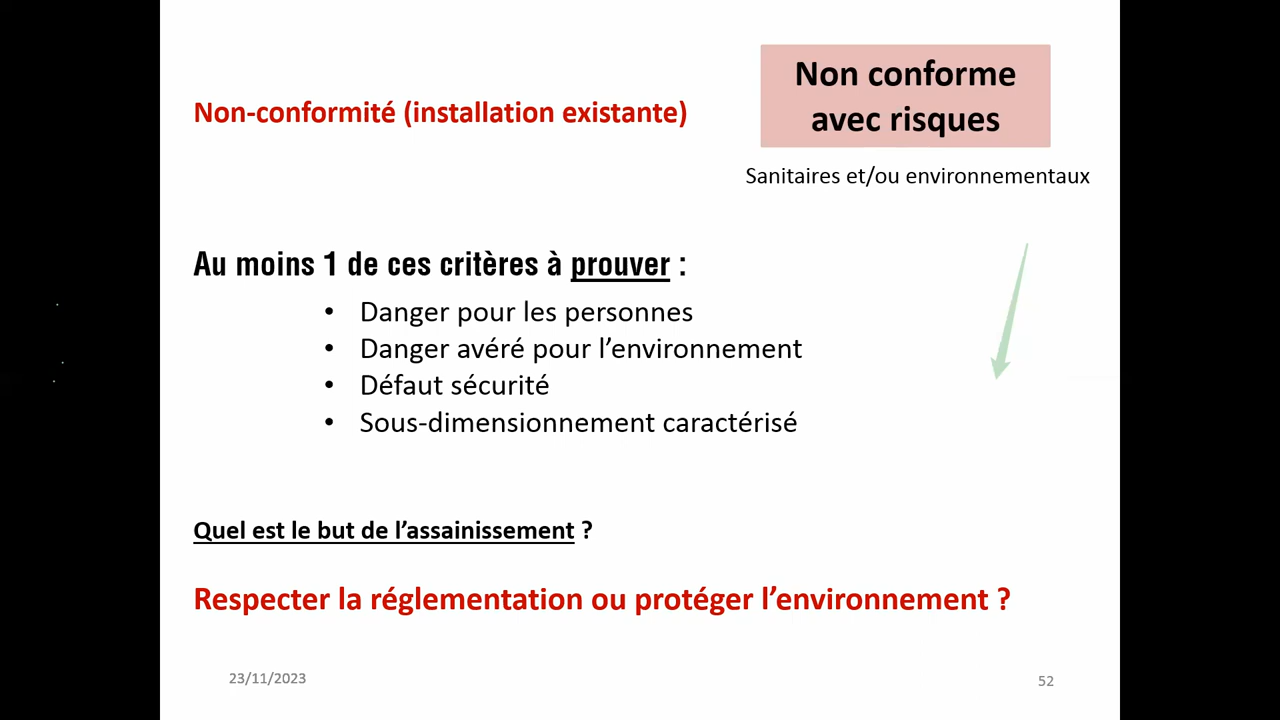 Non conforme
avec risques
Non-conformité (installation existante)
Sanitaires et/ou environnementaux
Au moins 1 de ces critères à prouver :
• Danger pour les personnes
• Danger avéré pour l’environnement
• Défaut sécurité
• Sous-dimensionnement caractérisé
Quel est le but de l’assainissement ?
Respecter la réglementation ou protéger l’environnement ?
23/11/2023
52